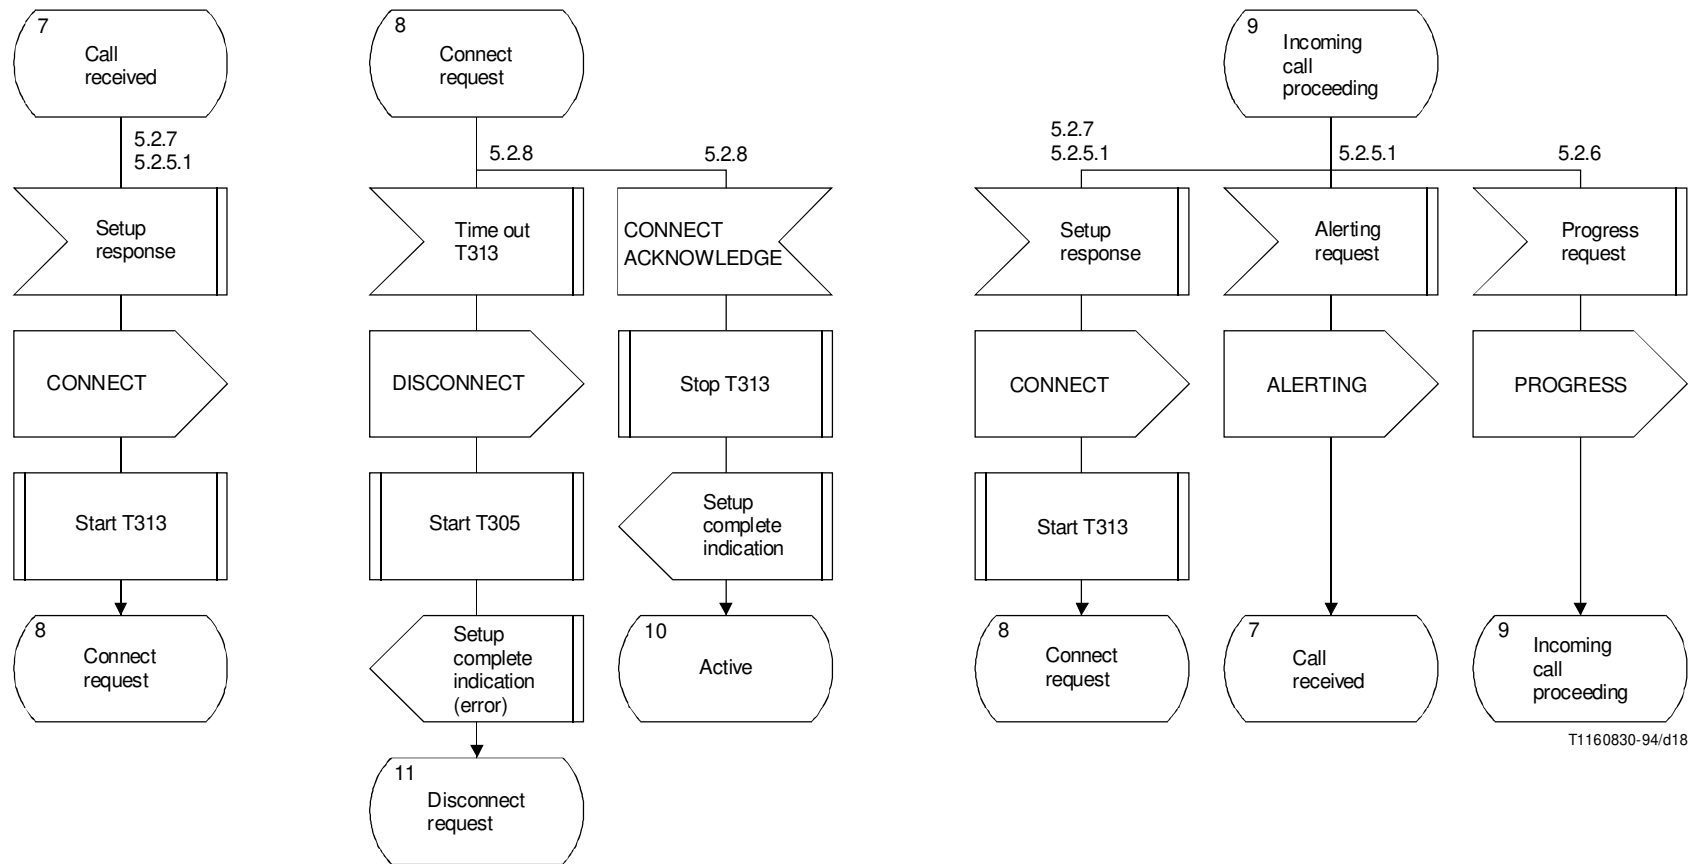 7
Call
received
5.2.7
5.2.5.1
Setup
response
CONNECT
Start T313
8
Connect
request
8
Connect
request
5.2.8
5.2.8
Time out
T313
DISCONNECT
Start T305
Setup
complete
indication
(error)
11
Disconnect
request
CONNECT
ACKNOWLEDGE
Stop T313
Setup
complete
indication
10
Active
9
Incoming
call
proceeding
5.2.7
5.2.5.1
5.2.5.1
5.2.6
Setup
response
CONNECT
Start T313
8
Connect
request
Alerting
request
ALERTING
7
Call
received
Progress
request
PROGRESS
9
Incoming
call
proceeding
T1160830-94/d18